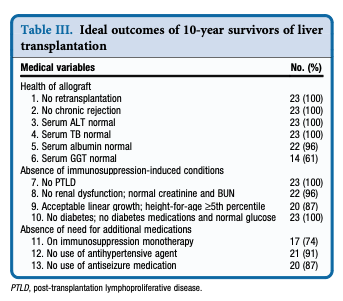 Table III. Ideal outcomes of 10-year survivors of liver
transplantation
Medical variables No. (%)
Health of allograft
1. No retransplantation 23 (100)
2. No chronic rejection 23 (100)
3. Serum ALT normal 23 (100)
4. Serum TB normal 23 (100)
5. Serum albumin normal 22 (96)
6. Serum GGT normal 14 (61)
Absence of immunosuppression-induced conditions
7. No PTLD 23 (100)
8. No renal dysfunction; normal creatinine and BUN 22 (96)
9. Acceptable linear growth; height-for-age ≥5th percentile 20 (87)
10. No diabetes; no diabetes medications and normal glucose 23 (100)
Absence of need for additional medications
11. On immunosuppression monotherapy 17 (74)
12. No use of antihypertensive agent 21 (91)
13. No use of antiseizure medication 20 (87)
PTLD, post-transplantation lymphoproliferative disease.